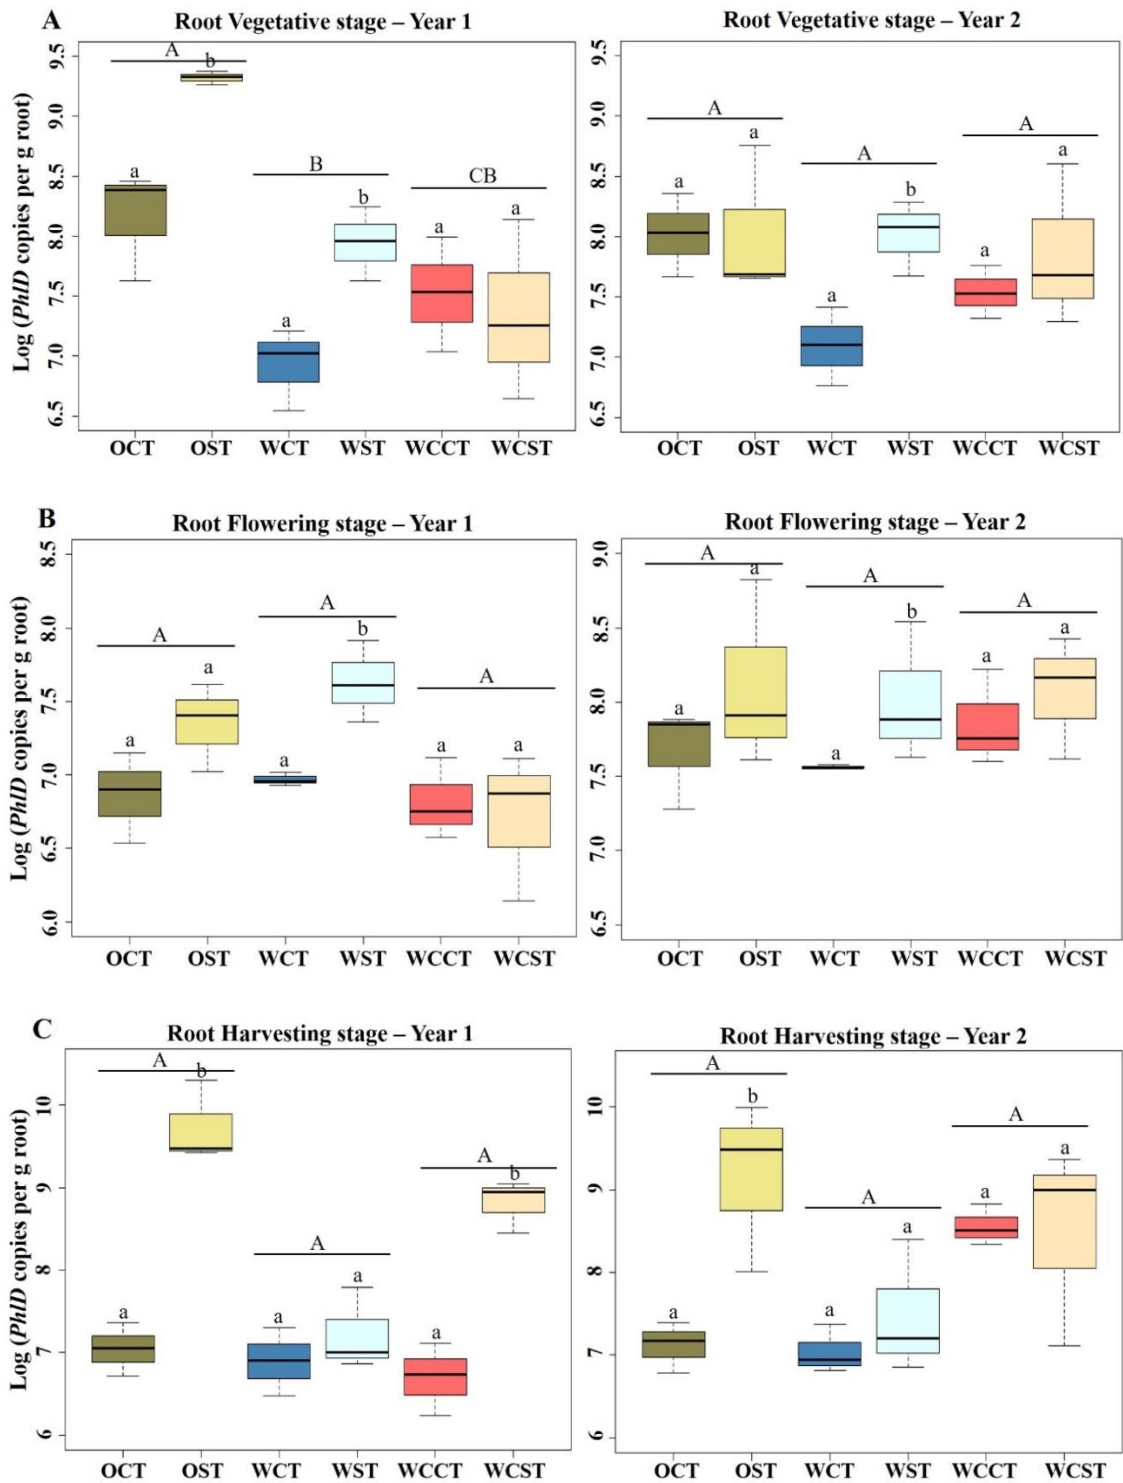 A
Root Vegetative stage – Year 1
Root Vegetative stage – Year 2
Log (PhlD copies per g root)
9.5
9.0
8.5
8.0
7.5
7.0
6.5
A
b
a
B
a
b
CB
a
a
OCT OST WCT WST WCCT WCST
9.5
9.0
8.5
8.0
7.5
7.0
6.5
A
a
a
A
a
b
A
a
a
OCT OST WCT WST WCCT WCST
B
Root Flowering stage – Year 1
Root Flowering stage – Year 2
Log (PhlD copies per g root)
8.5
8.0
7.5
7.0
6.5
6.0
A
a
a
A
a
b
A
a
a
OCT OST WCT WST WCCT WCST
9.0
8.5
8.0
7.5
7.0
6.5
A
a
a
A
a
b
A
a
a
OCT OST WCT WST WCCT WCST
C
Root Harvesting stage – Year 1
Root Harvesting stage – Year 2
Log (PhlD copies per g root)
10
9
8
7
6
A
a
b
A
a
a
A
a
b
OCT OST WCT WST WCCT WCST
10
9
8
7
6
A
a
b
A
a
a
A
a
a
OCT OST WCT WST WCCT WCST